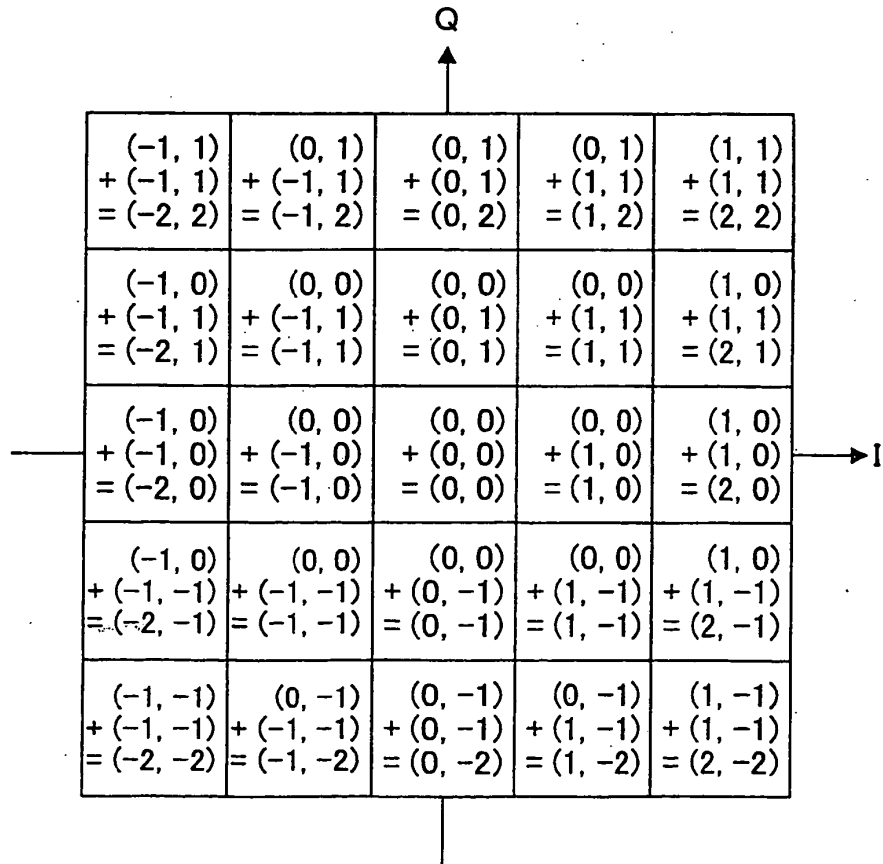 Q
(-1, 1) (0, 1) (0, 1) (0, 1) (1, 1)
+ (-1, 1) + (-1, 1) + (0, 1) + (1, 1) + (1, 1)
= (-2, 2) = (-1, 2) = (0, 2) = (1, 2) = (2, 2)
(-1, 0) (0, 0) (0, 0) (0, 0) (1, 0)
+ (-1, 1) + (-1, 1) + (0, 1) + (1, 1) + (1, 1)
= (-2, 1) = (-1, 1) = (0, 1) = (1, 1) = (2, 1)
(-1, 0) (0, 0) (0, 0) (0, 0) (1, 0)
+ (-1, 0) + (-1, 0) + (0, 0) + (1, 0) + (1, 0)
= (-2, 0) = (-1, 0) = (0, 0) = (1, 0) = (2, 0)
I
(-1, 0) (0, 0) (0, 0) (0, 0) (1, 0)
+ (-1, -1) + (-1, -1) + (0, -1) + (1, -1) + (1, -1)
= (-2, -1) = (-1, -1) = (0, -1) = (1, -1) = (2, -1)
(-1, -1) (0, -1) (0, -1) (0, -1) (1, -1)
+ (-1, -1) + (-1, -1) + (0, -1) + (1, -1) + (1, -1)
= (-2, -2) = (-1, -2) = (0, -2) = (1, -2) = (2, -2)